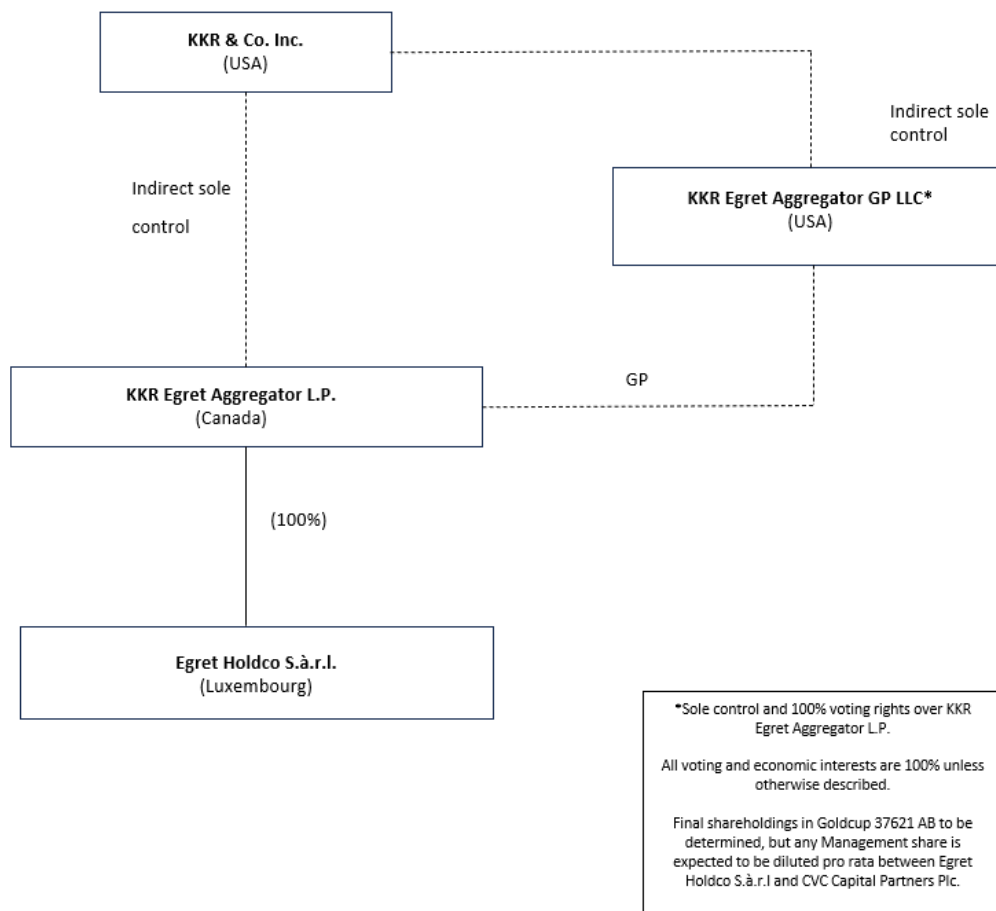 KKR & Co. Inc.
(USA)
Indirect sole
control
KKR Egret Aggregator GP LLC*
(USA)
Indirect sole
control
KKR Egret Aggregator L.P.
(Canada)
GP
(100%)
Egret Holdco S.à.r.l.
(Luxembourg)
*Sole control and 100% voting rights over KKR
Egret Aggregator L.P.
All voting and economic interests are 100% unless
otherwise described.
Final shareholdings in Goldcup 37621 AB to be
determined, but any Management share is
expected to be diluted pro rata between Egret
Holdco S.à.r.l and CVC Capital Partners Plc.